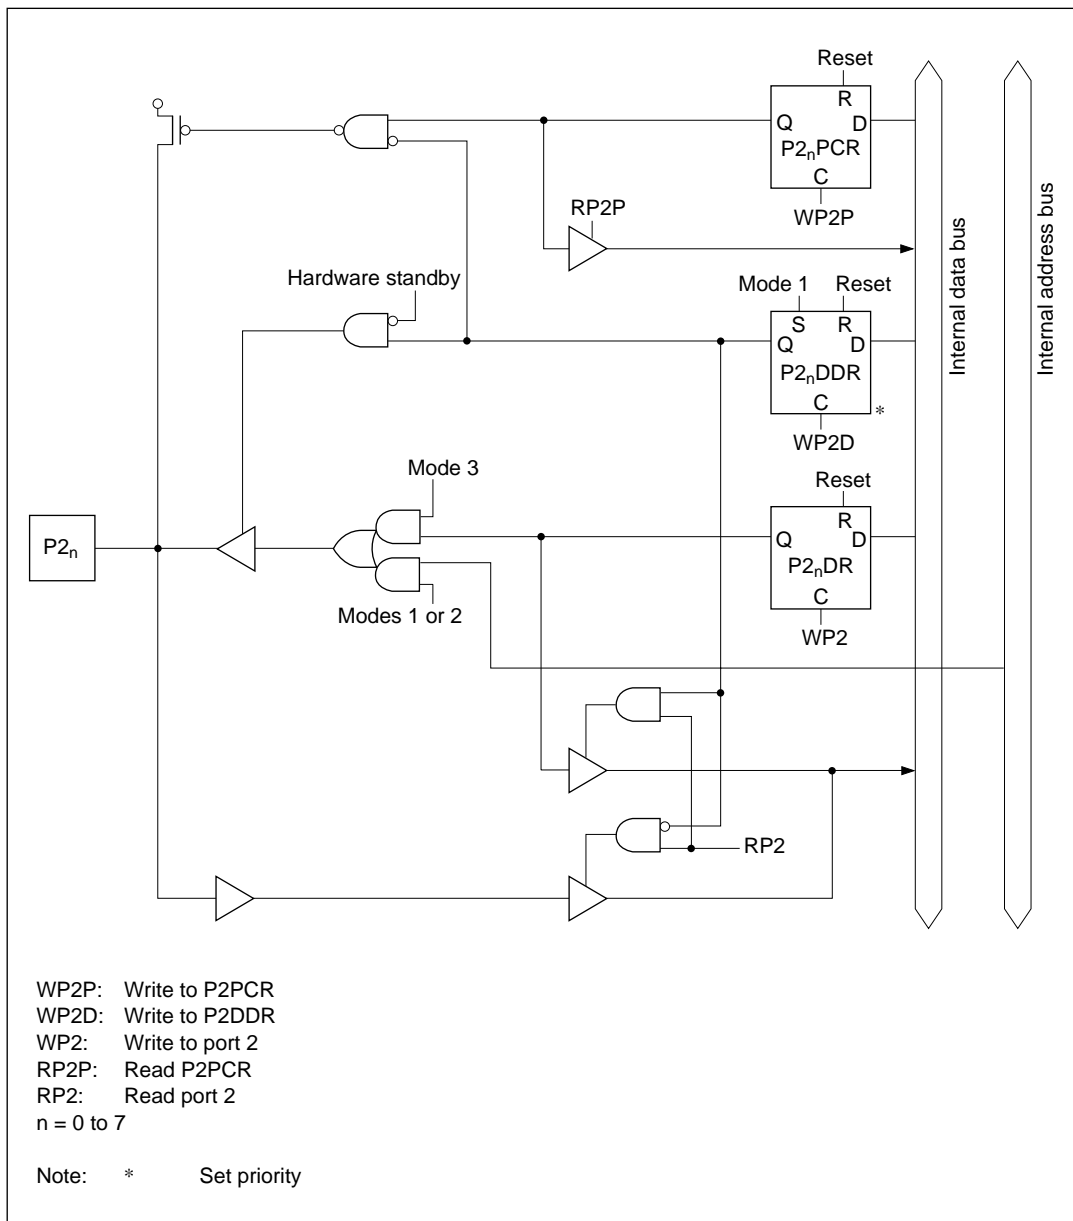 Reset
R
Q D
P2nPCR
C
WP2P
RP2P
Hardware standby
Mode 1 Reset
S R
Q D
P2nDDR
C
*
WP2D
Mode 3
Reset
R
Q D
P2nDR
C
WP2
P2n
Modes 1 or 2
RP2
Internal data bus
Internal address bus
WP2P: Write to P2PCR
WP2D: Write to P2DDR
WP2: Write to port 2
RP2P: Read P2PCR
RP2: Read port 2
n = 0 to 7
Note: * Set priority